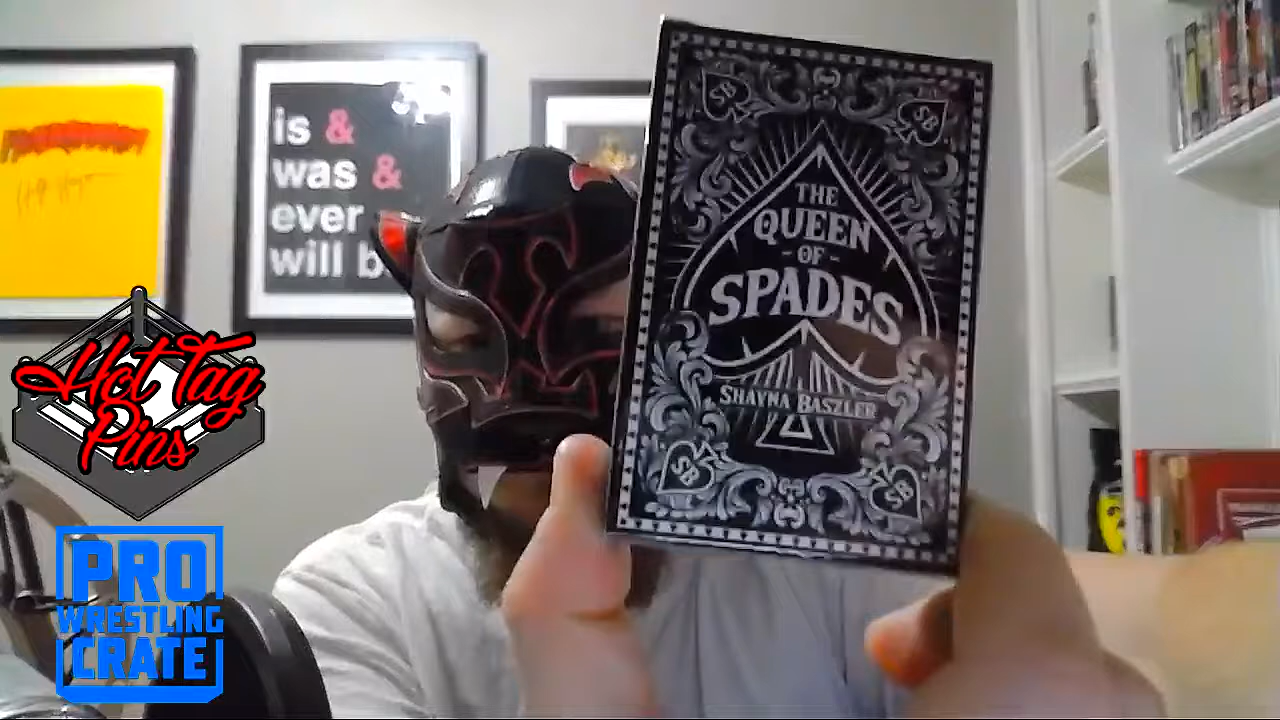 is &
was &
ever
will b
SB
SB
THE
QUEEN
- OF -
SPADES
SHAYNA BASZLER
SB
SB
Hot Tag
Pins
PRO
WRESTLING
CRATE